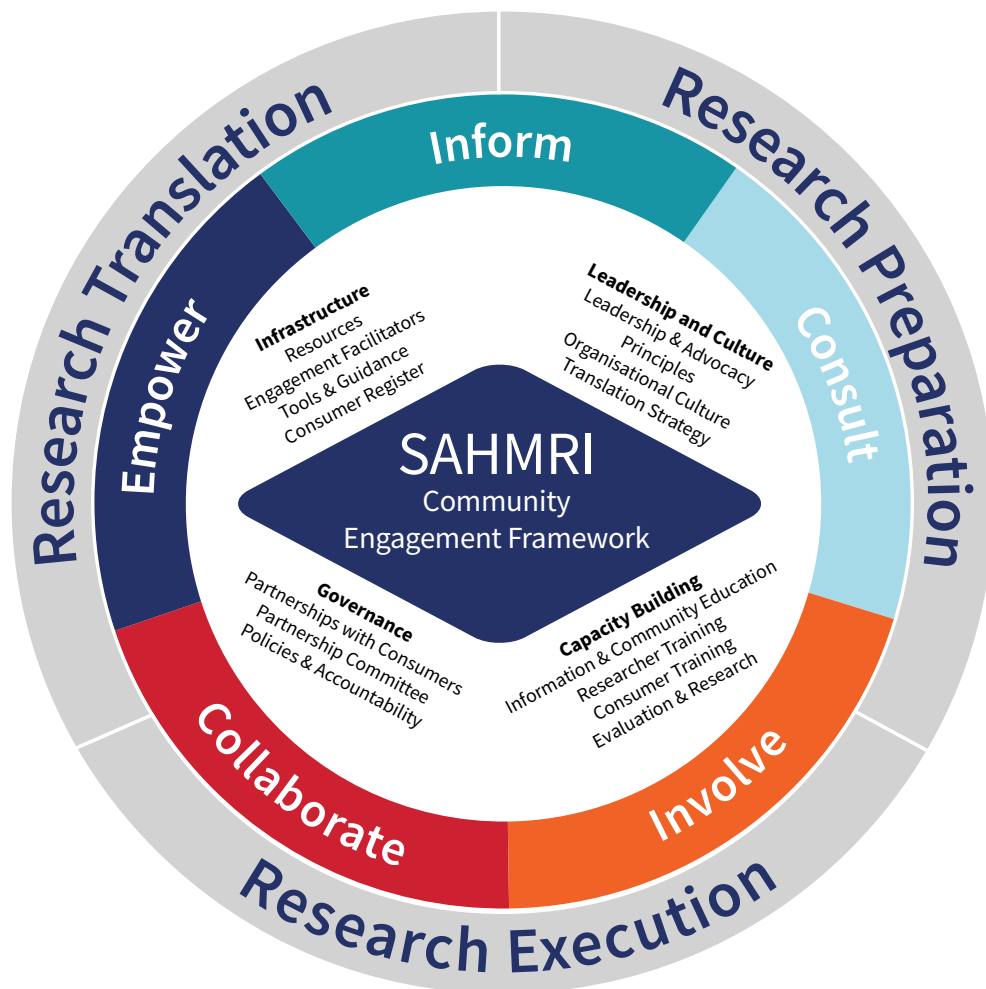 Research Translation
Research Preparation
Research Execution
Inform
Consult
Involve
Collaborate
Empower
Infrastructure
Resources
Engagement Facilitators
Tools & Guidance
Consumer Register
Leadership and Culture
Leadership & Advocacy
Principles
Organisational Culture
Translation Strategy
SAHMRI
Community
Engagement Framework
Governance
Partnerships with Consumers
Partnership Committee
Policies & Accountability
Capacity Building
Information & Community Education
Researcher Training
Consumer Training
Evaluation & Research